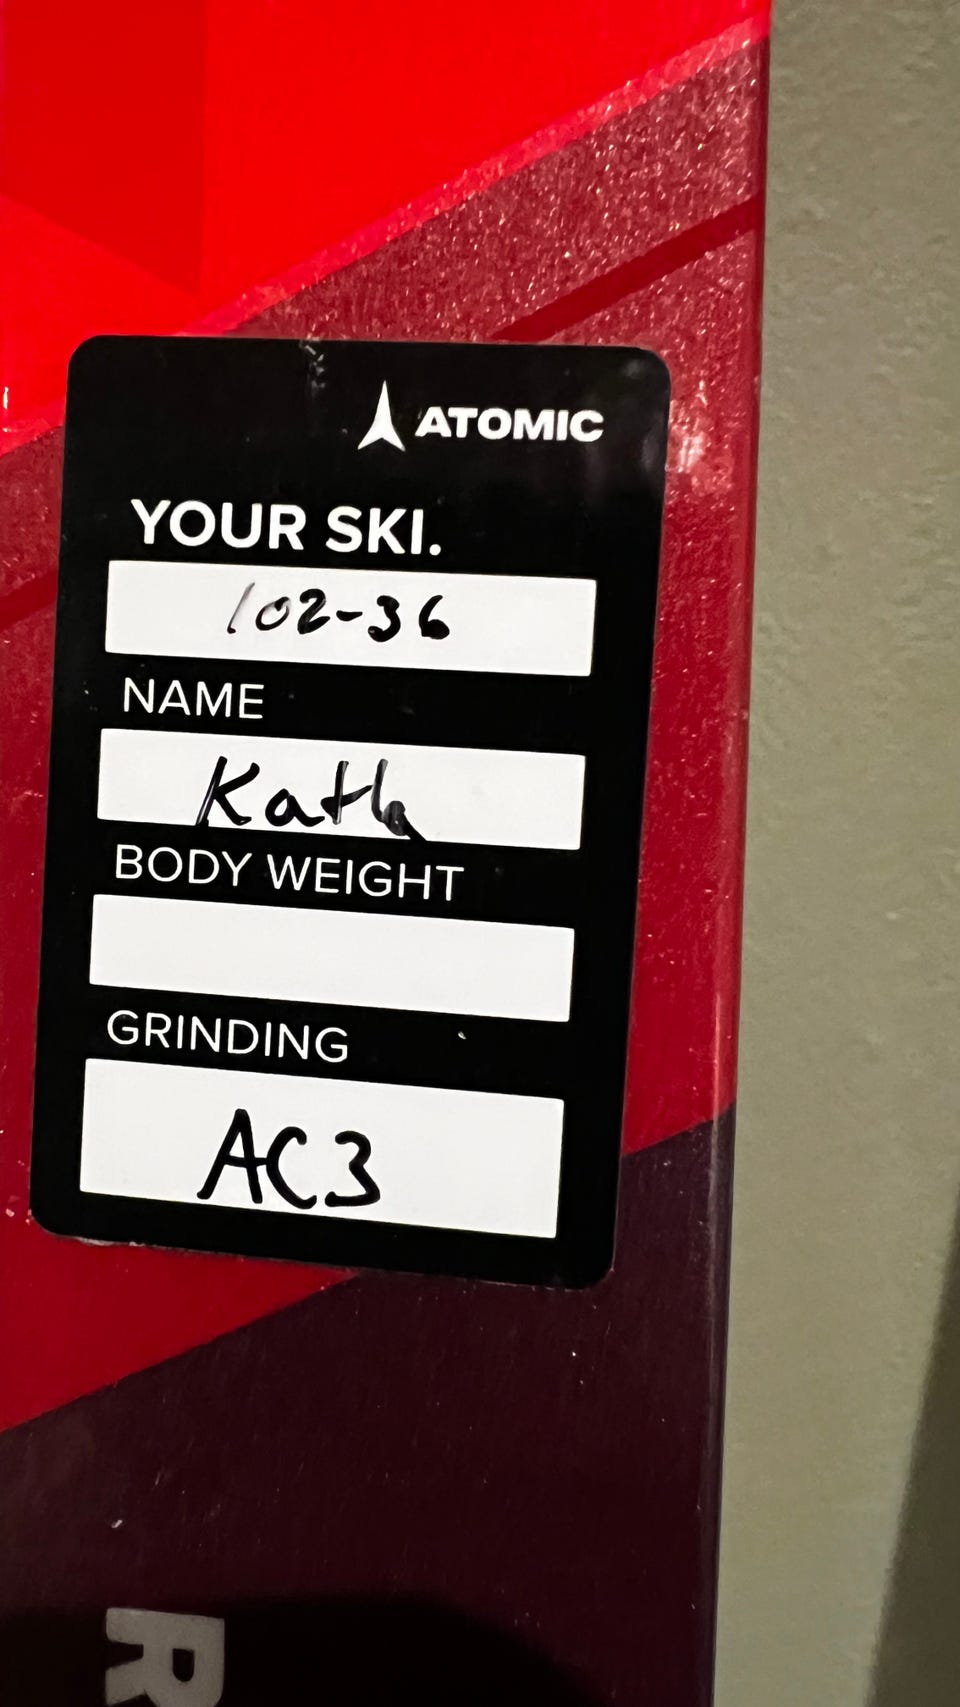 ATOMIC
YOUR SKI.
102-36
NAME
Kath
BODY WEIGHT
GRINDING
AC3
R